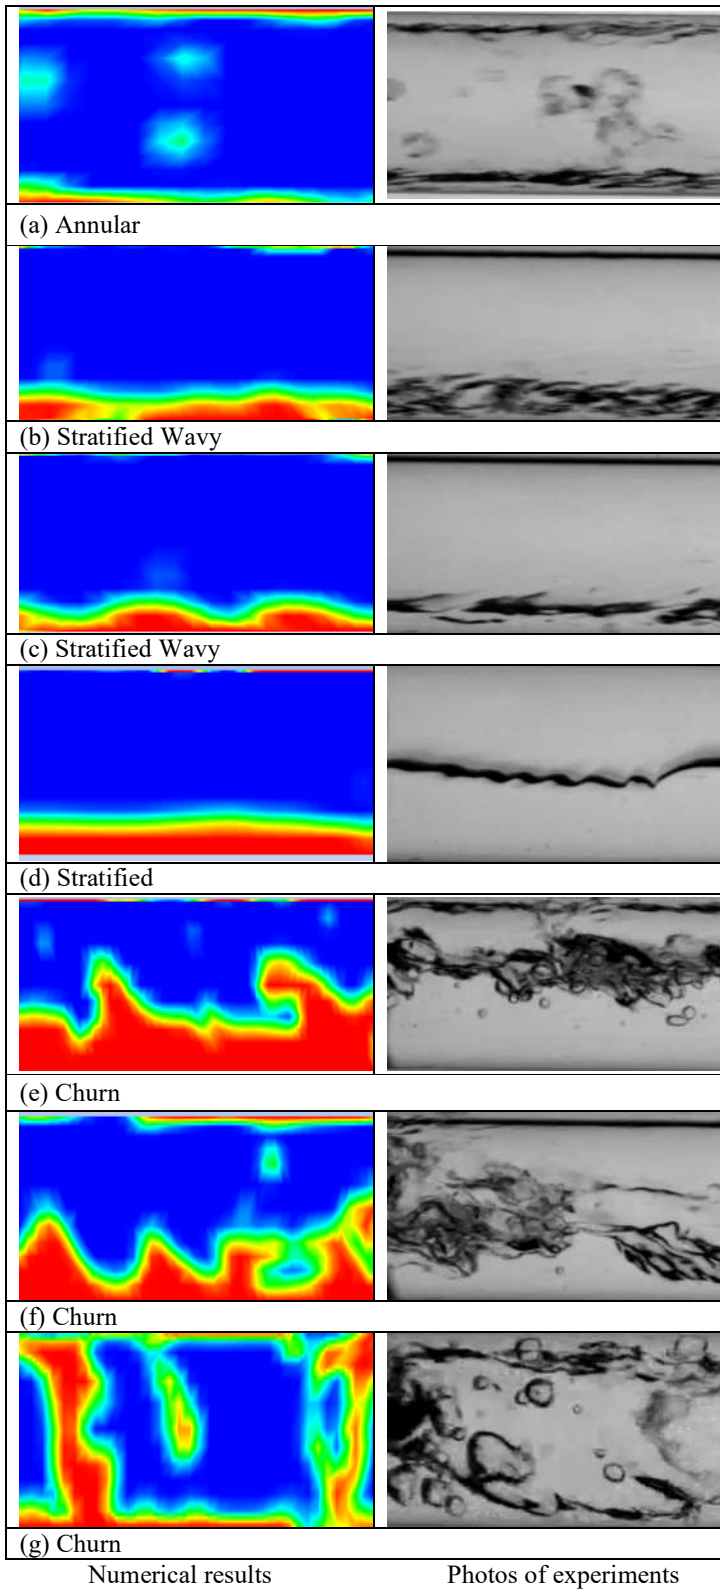 (a) Annular
(b) Stratified Wavy
(c) Stratified Wavy
(d) Stratified
(e) Churn
(f) Churn
(g) Churn
Numerical results Photos of experiments